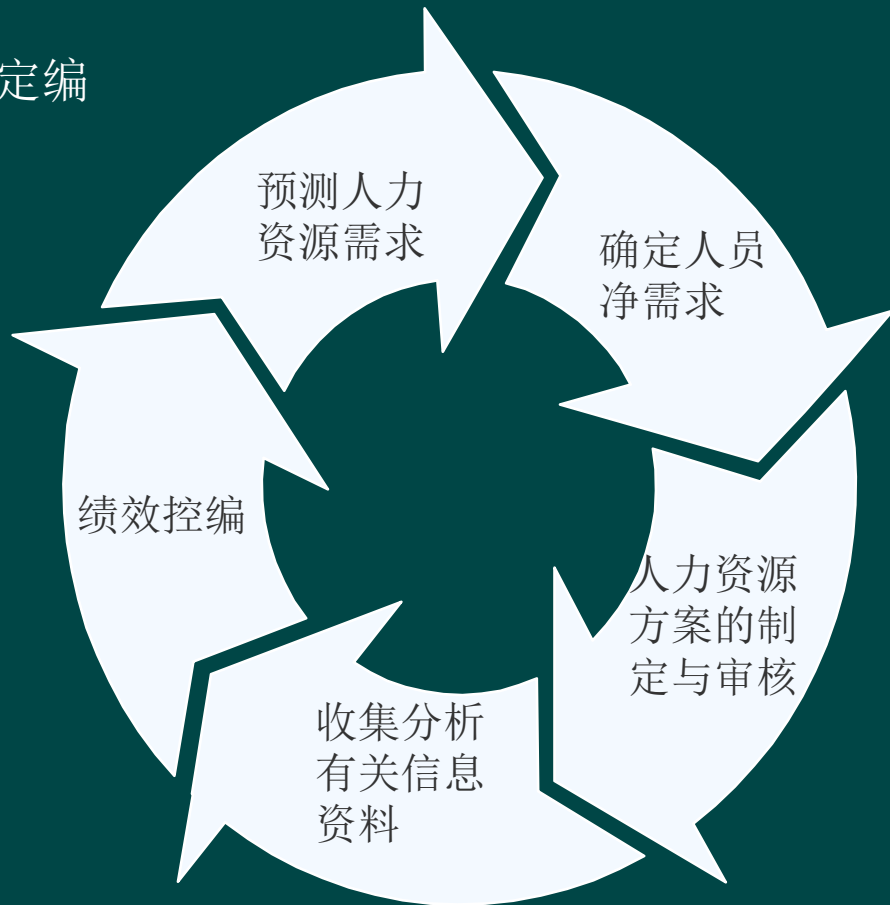 定编
预测人力
资源需求
确定人员
净需求
人力资源
方案的制
定与审核
收集分析
有关信息
资料
绩效控编